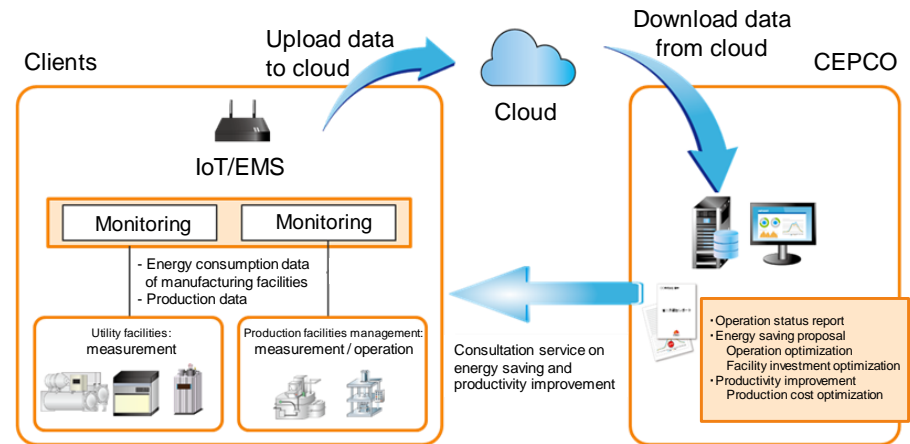 Clients
Upload data
to cloud
Cloud
Download data
from cloud
CEPCO
IoT/EMS
Monitoring
Monitoring
- Energy consumption data
of manufacturing facilities
- Production data
Utility facilities:
measurement
Production facilities management:
measurement / operation
Consultation service on
energy saving and
productivity improvement
・Operation status report
・Energy saving proposal
Operation optimization
Facility investment optimization
・Productivity improvement
Production cost optimization